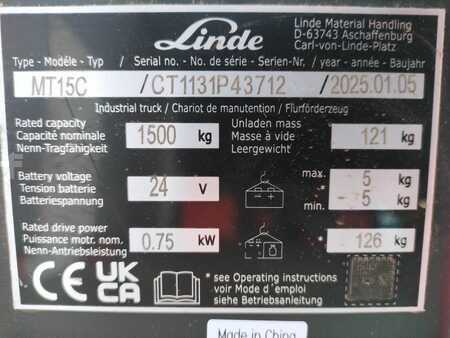 Linde
Linde Material Handling
D-63743 Aschaffenburg
Carl-von-Linde-Platz
Type - Modéle - Typ / Serial no. - No. de série - Serien-Nr. / year - année - Baujahr
MT15C / CT1131P43712 / 2025.01.05
Industrial truck / Chariot de manution / Flurförderzeug
Rated capacity
Capacité nominale
Nenn-Tragfähigkeit
1500 kg
Unladen mass
Masse à vide
Leergewicht
121 kg
Battery voltage
Tension batterie
Batteriespannung
24 V
max. 5 kg
min. 5 kg
Rated drive power
Puissance motr. nom.
Nenn-Antriebsleistung
0.75 kW
126 kg
CE UK
CA
see Operating instructions
voir Mode d'emploi
siehe Betriebsanleitung
Made in China